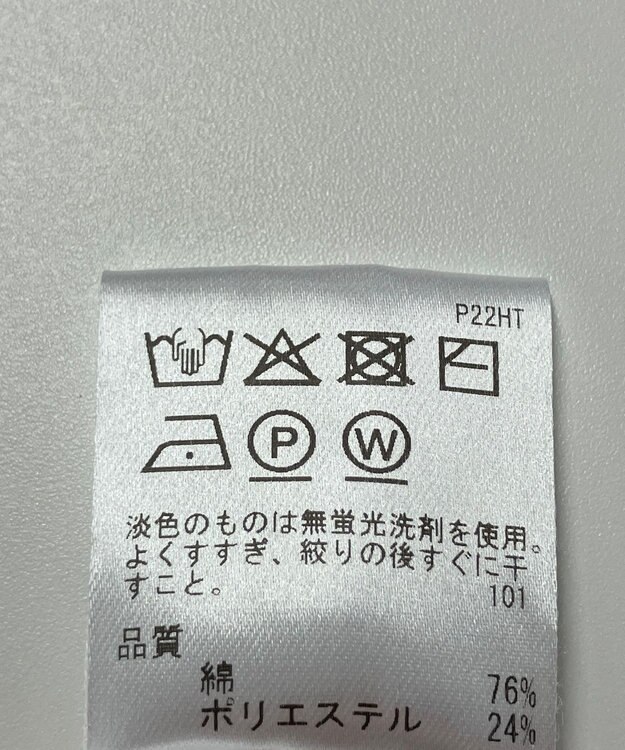 P22HT
P
W
淡色のものは無蛍光洗剤を使用。
よくすすぎ、絞りの後すぐに干
すこと。
101
品質
綿 76%
ポリエステル 24%